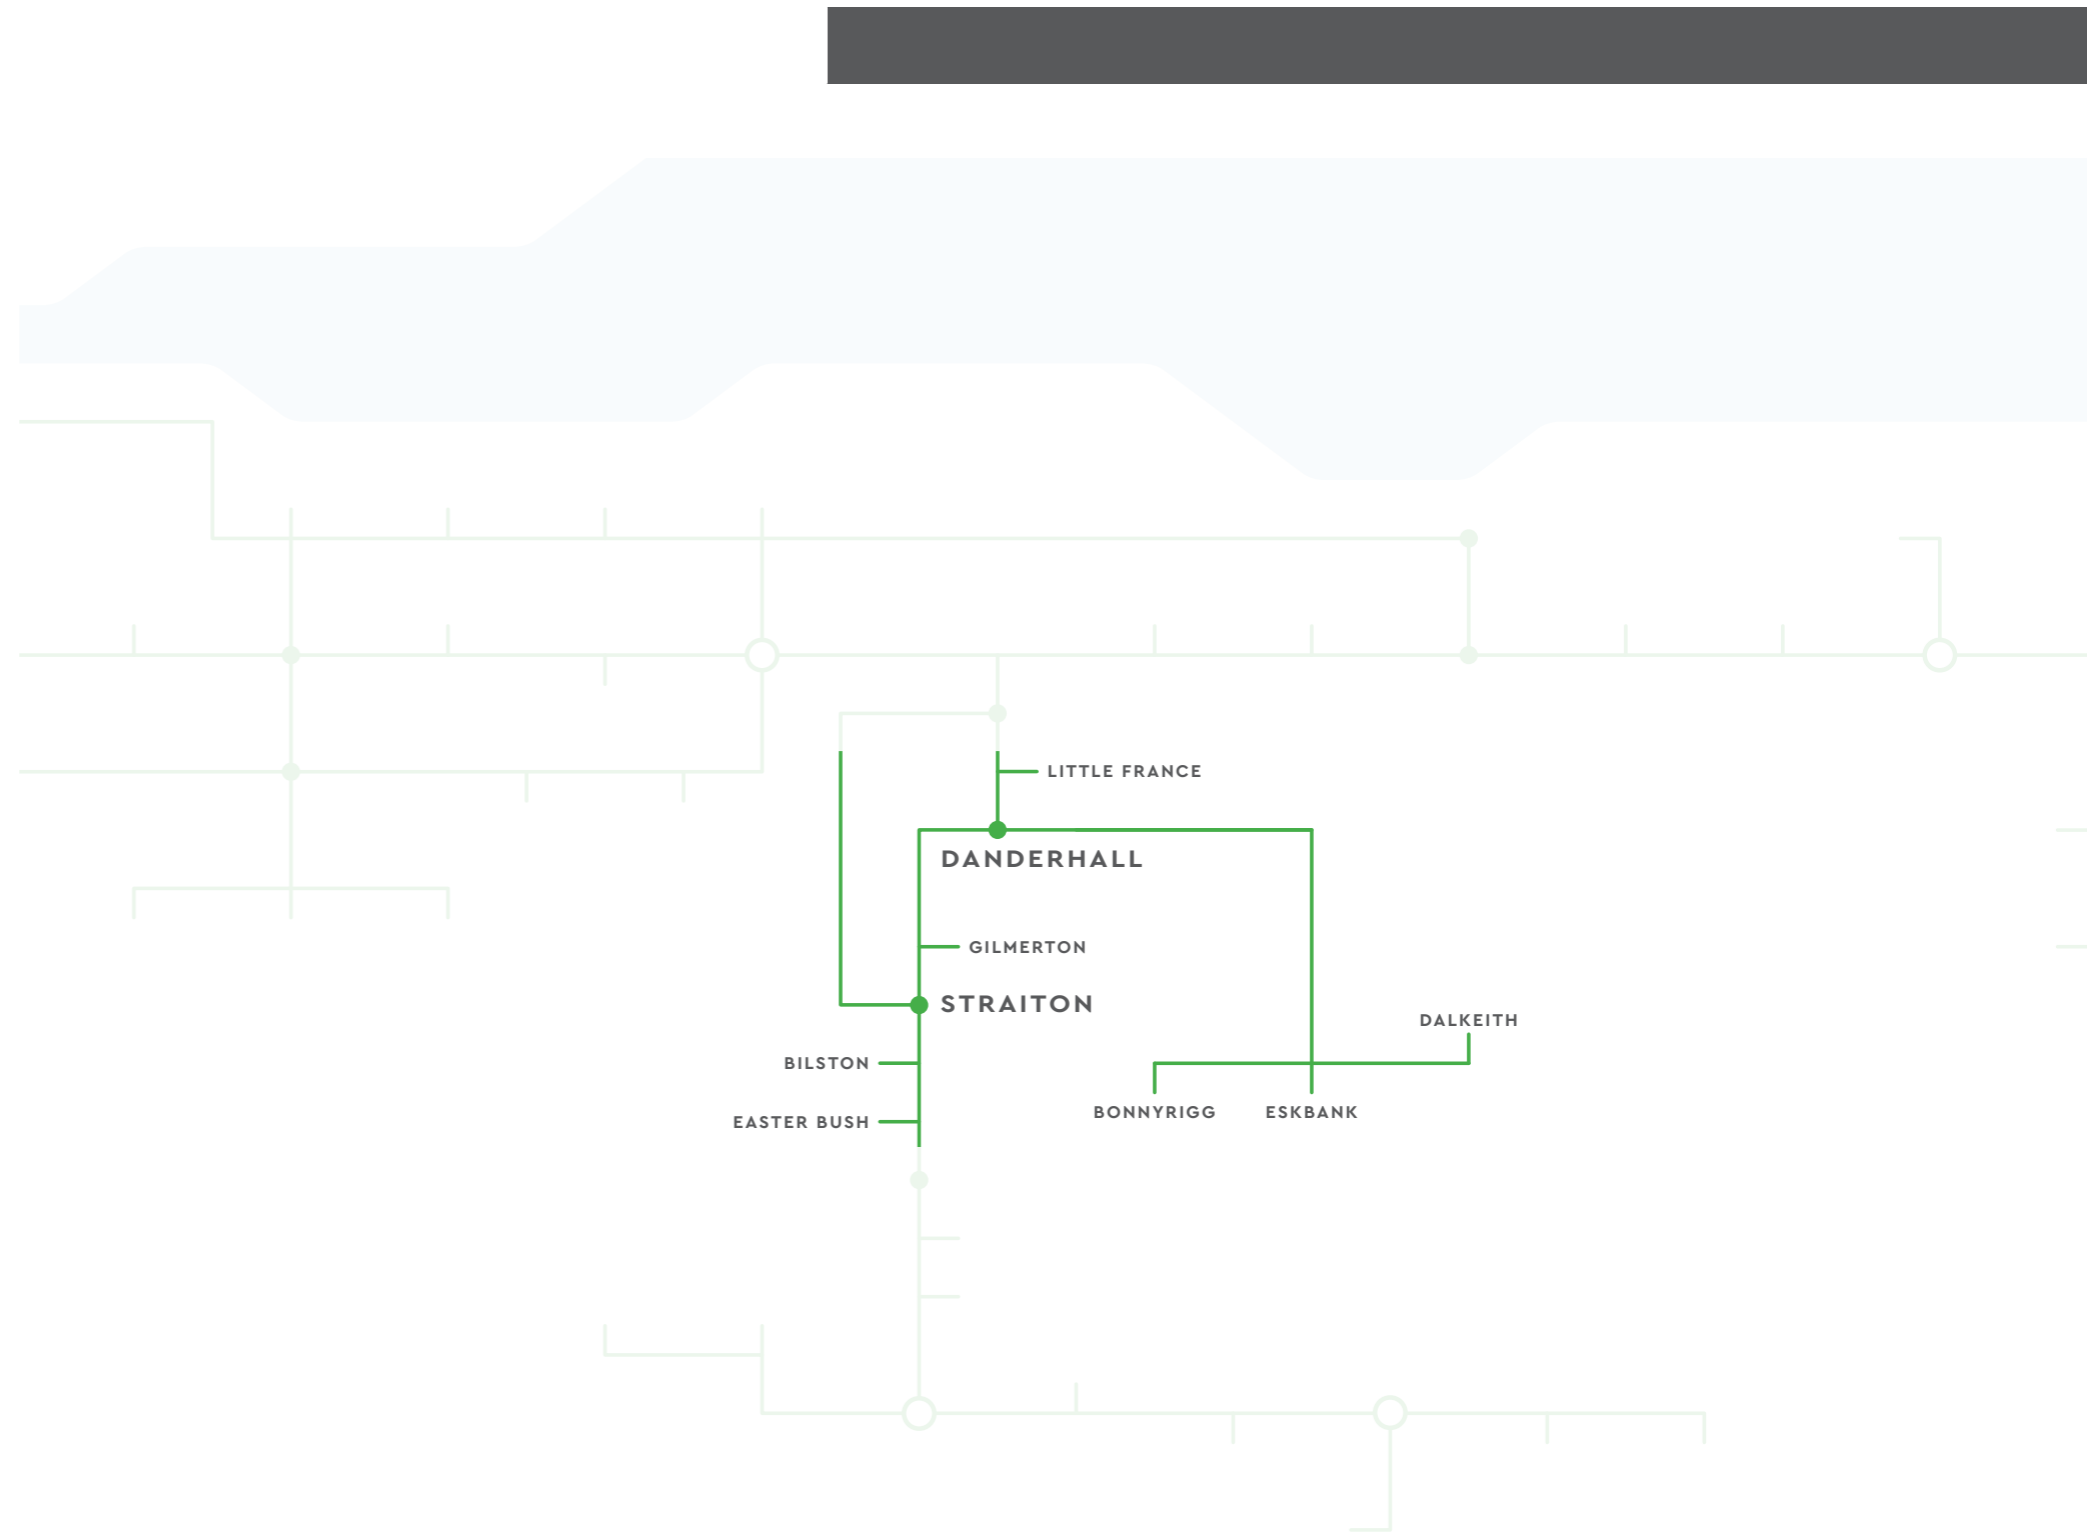 LITTLE FRANCE
DANDERHALL
GILMERTON
STRAITON
DALKEITH
BILSTON
BONNYRIGG
ESKBANK
EASTER BUSH